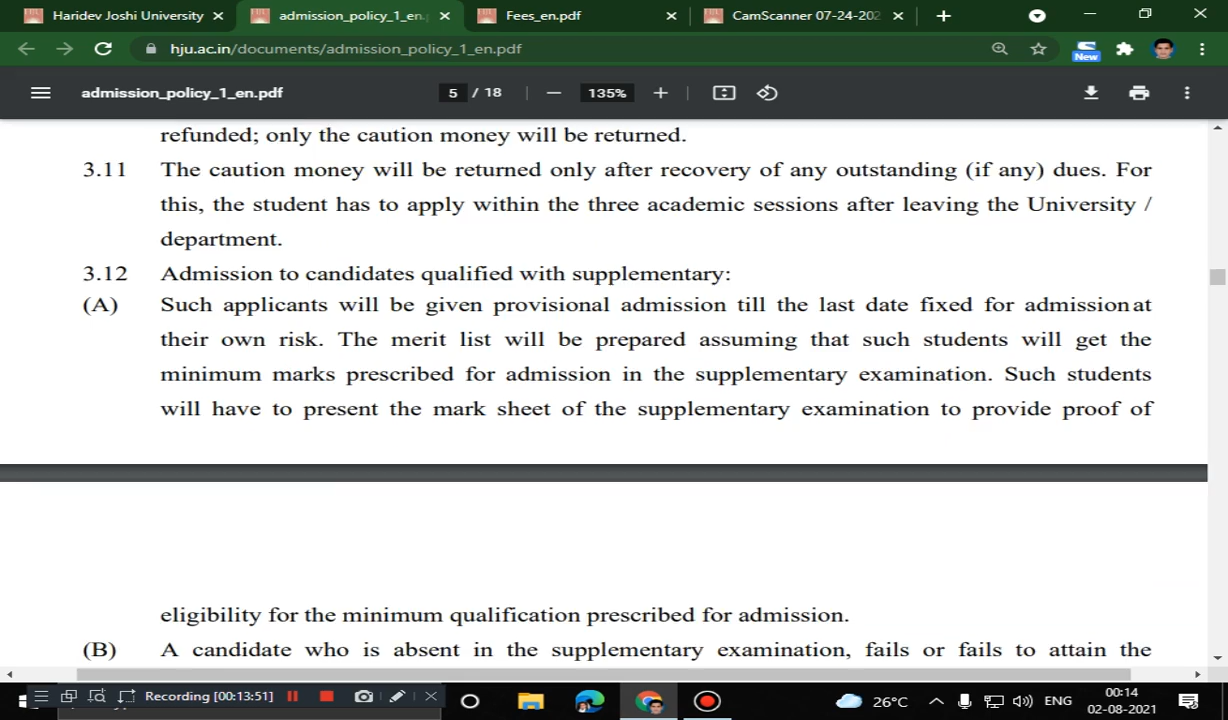 Haridev Joshi University
admission_policy_1_en.p
Fees_en.pdf
CamScanner 07-24-202
hju.ac.in/documents/admission_policy_1_en.pdf
New
admission_policy_1_en.pdf
5 / 18
135%
refunded; only the caution money will be returned.
3.11 The caution money will be returned only after recovery of any outstanding (if any) dues. For
this, the student has to apply within the three academic sessions after leaving the University /
department.
3.12 Admission to candidates qualified with supplementary:
(A) Such applicants will be given provisional admission till the last date fixed for admission at
their own risk. The merit list will be prepared assuming that such students will get the
minimum marks prescribed for admission in the supplementary examination. Such students
will have to present the mark sheet of the supplementary examination to provide proof of
eligibility for the minimum qualification prescribed for admission.
(B) A candidate who is absent in the supplementary examination, fails or fails to attain the
Recording [00:13:51]
26°C
ENG
00:14
02-08-2021